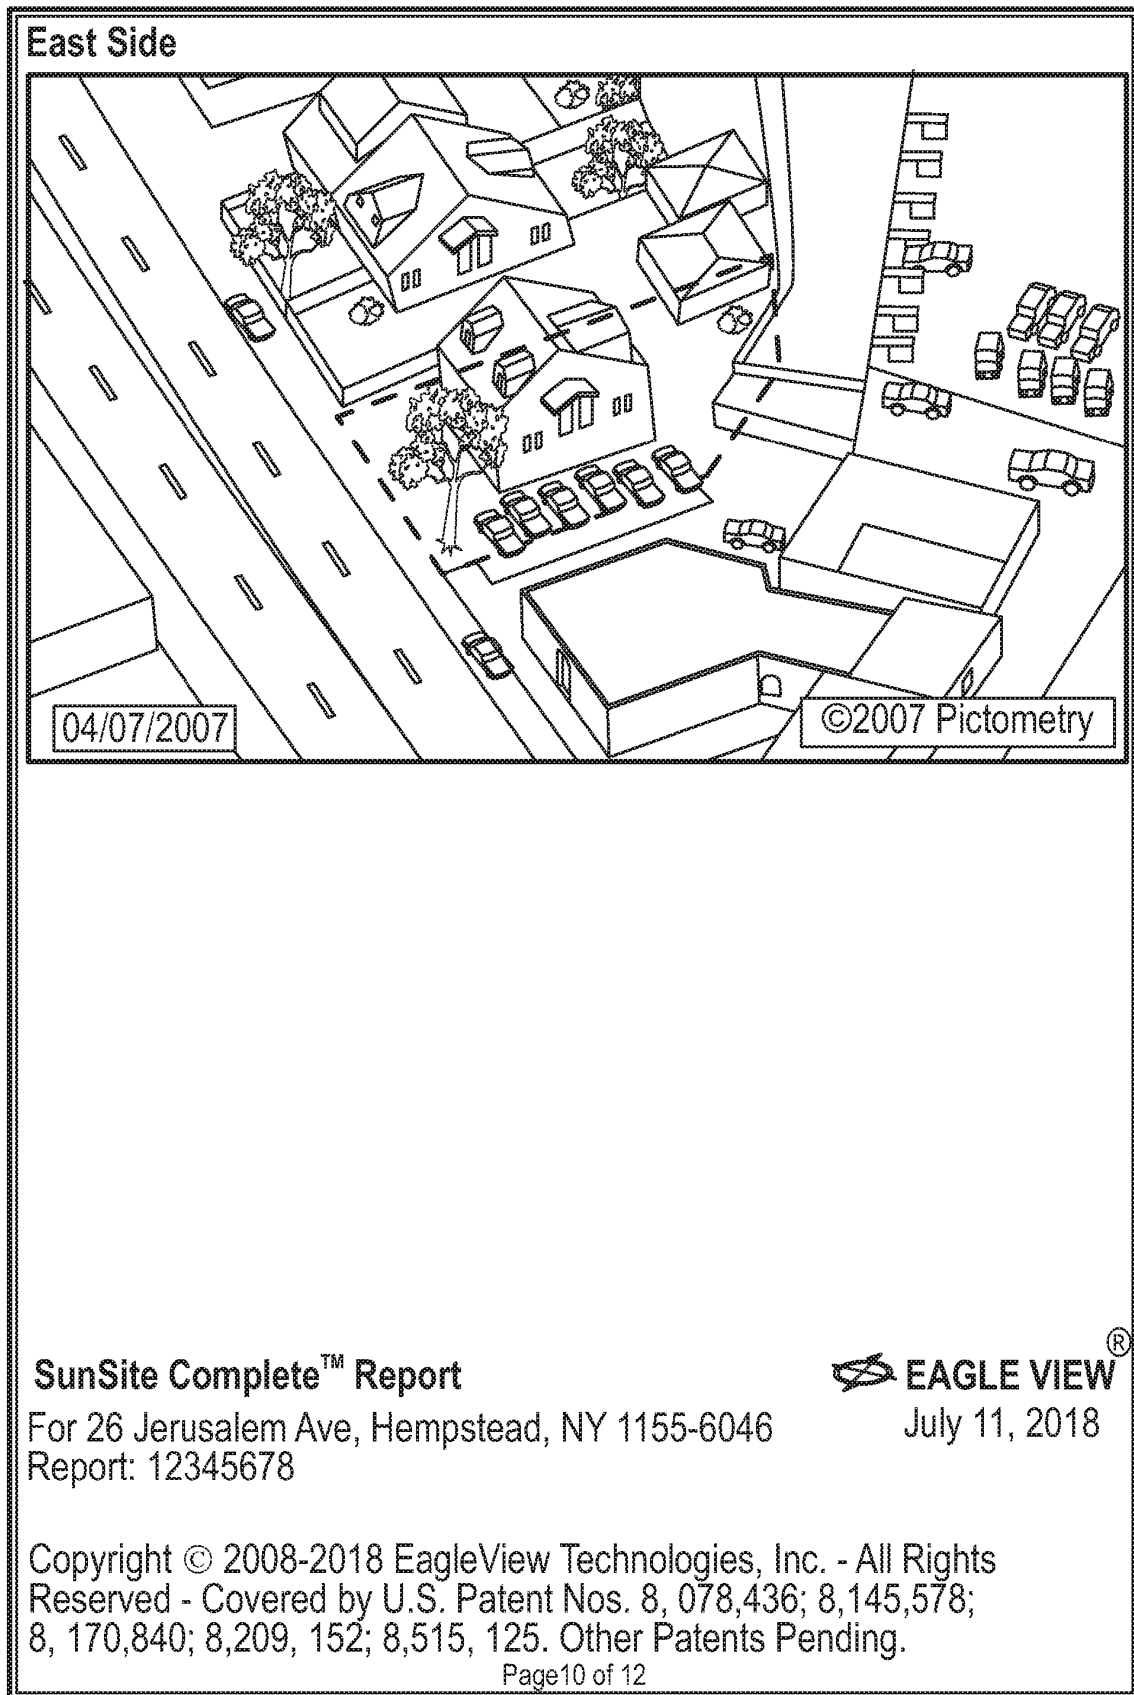 East Side
04/07/2007
©2007 Pictometry
SunSite Complete™ Report
EAGLE VIEW®
For 26 Jerusalem Ave, Hempstead, NY 1155-6046
July 11, 2018
Report: 12345678
Copyright © 2008-2018 EagleView Technologies, Inc. - All Rights
Reserved - Covered by U.S. Patent Nos. 8, 078,436; 8,145,578;
8, 170,840; 8,209, 152; 8,515, 125. Other Patents Pending.
Page10 of 12